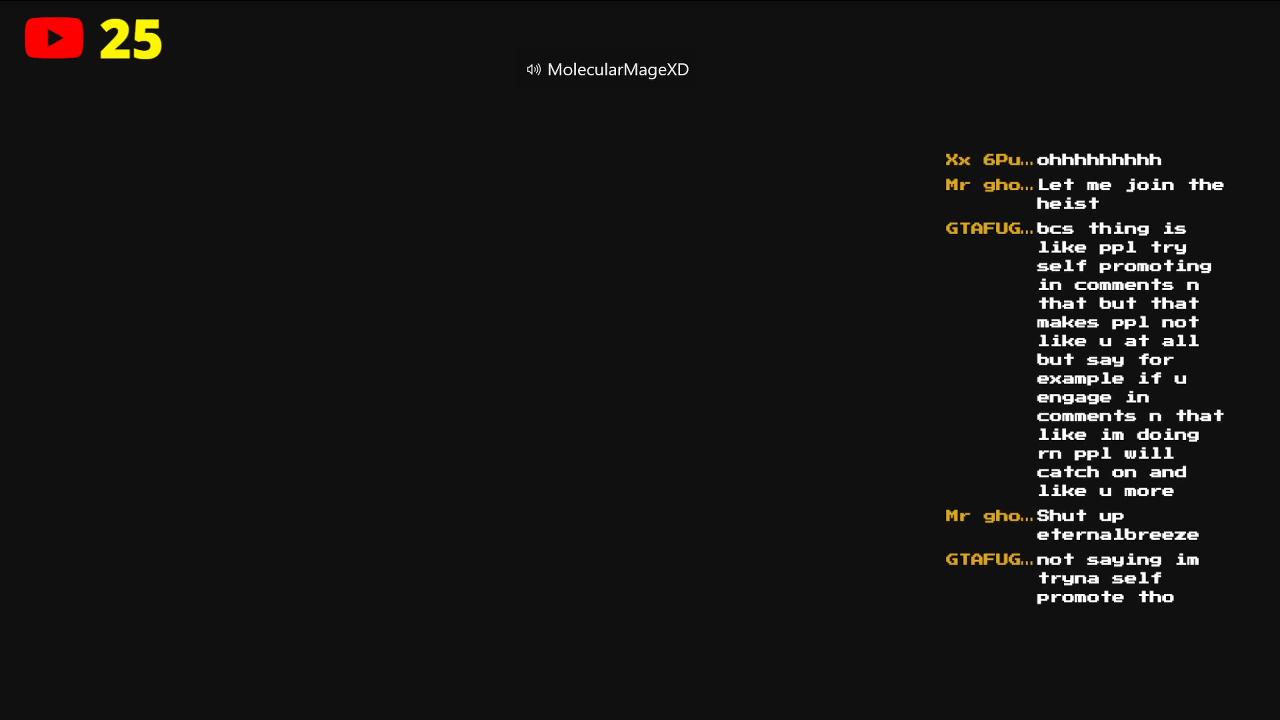 25
MolecularMageXD
Xx 6Pu...ohhhhhhhhh
Mr gho...Let me join the
heist
GTAFUG...bcs thing is
like ppl try
self promoting
in comments n
that but that
makes ppl not
like u at all
but say for
example if u
engage in
comments n that
like im doing
rn ppl will
catch on and
like u more
Mr gho...Shut up
eternalbreeze
GTAFUG...not saying im
tryna self
promote tho